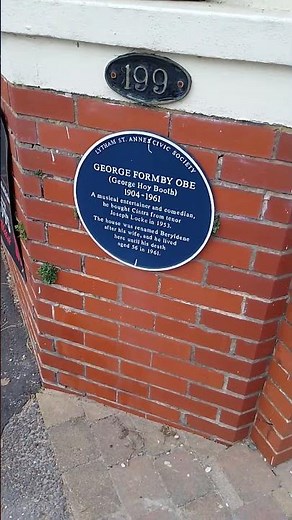 199
LYTHAM ST. ANNES CIVIC SOCIETY
GEORGE FORMBY OBE
(George Hoy Booth)
1904-1961
A musical entertainer and comedian,
he bought Cintra from tenor
Joseph Locke in 1953.
The house was renamed Beryldene
after his wife, and he lived
here until his death
aged 56 in 1961.